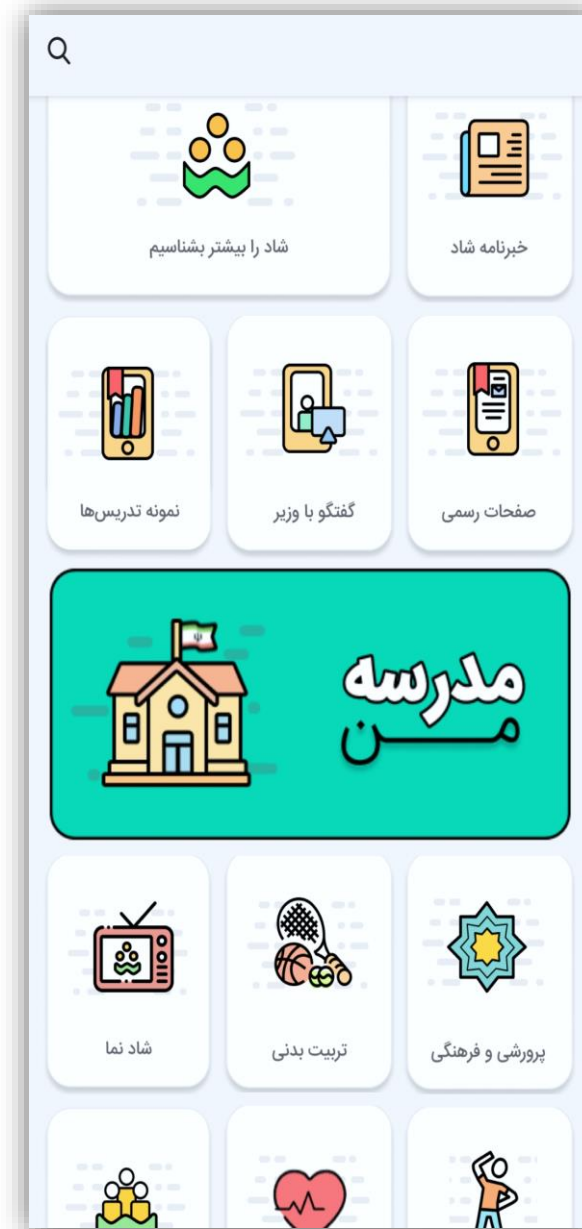 خبرنامه شاد
شاد را بیشتر بشناسیم
صفحات رسمی
گفتگو با وزیر
نمونه تدریس‌ها
مدرسه
من
پرورشی و فرهنگی
تربیت بدنی
شاد نما